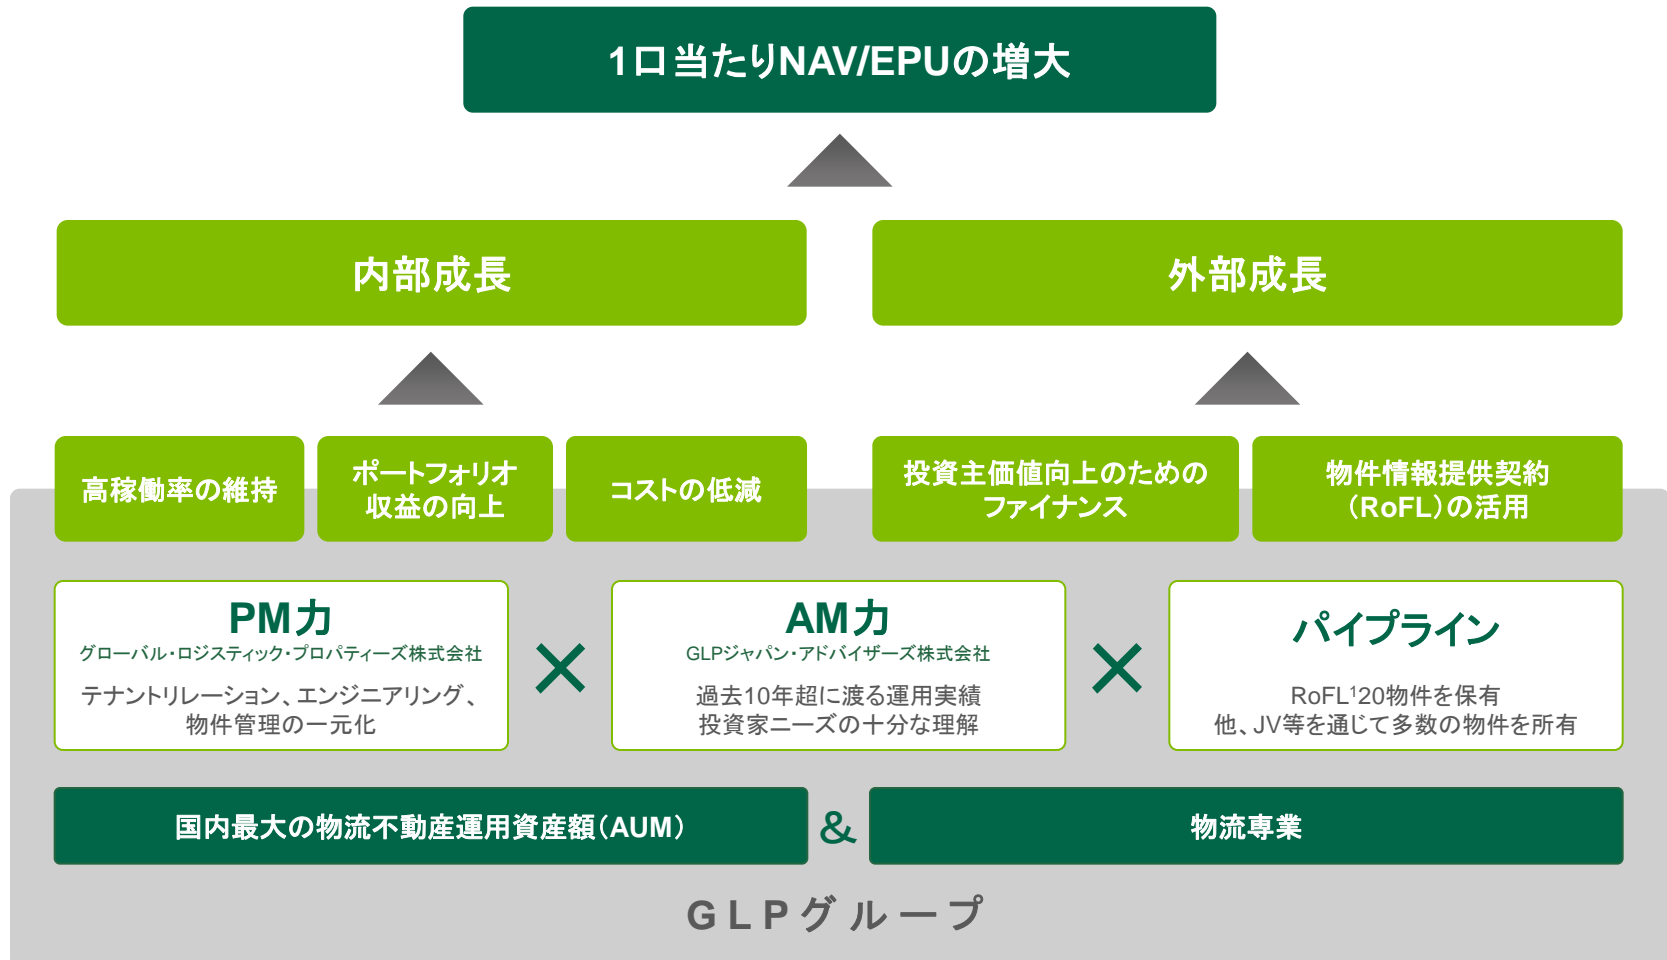 1口当たりNAV/EPUの増大
内部成長
外部成長
高稼働率の維持
ポートフォリオ
収益の向上
コストの低減
投資主価値向上のための
ファイナンス
物件情報提供契約
（RoFL）の活用
PM力
グローバル・ロジスティック・プロパティーズ株式会社
テナントリレーション、エンジニアリング、
物件管理の一元化
×
AM力
GLPジャパン・アドバイザーズ株式会社
過去10年超に渡る運用実績
投資家ニーズの十分な理解
×
パイプライン
RoFL¹20物件を保有
他、JV等を通じて多数の物件を所有
国内最大の物流不動産運用資産額（AUM）
&
物流専業
GLPグループ